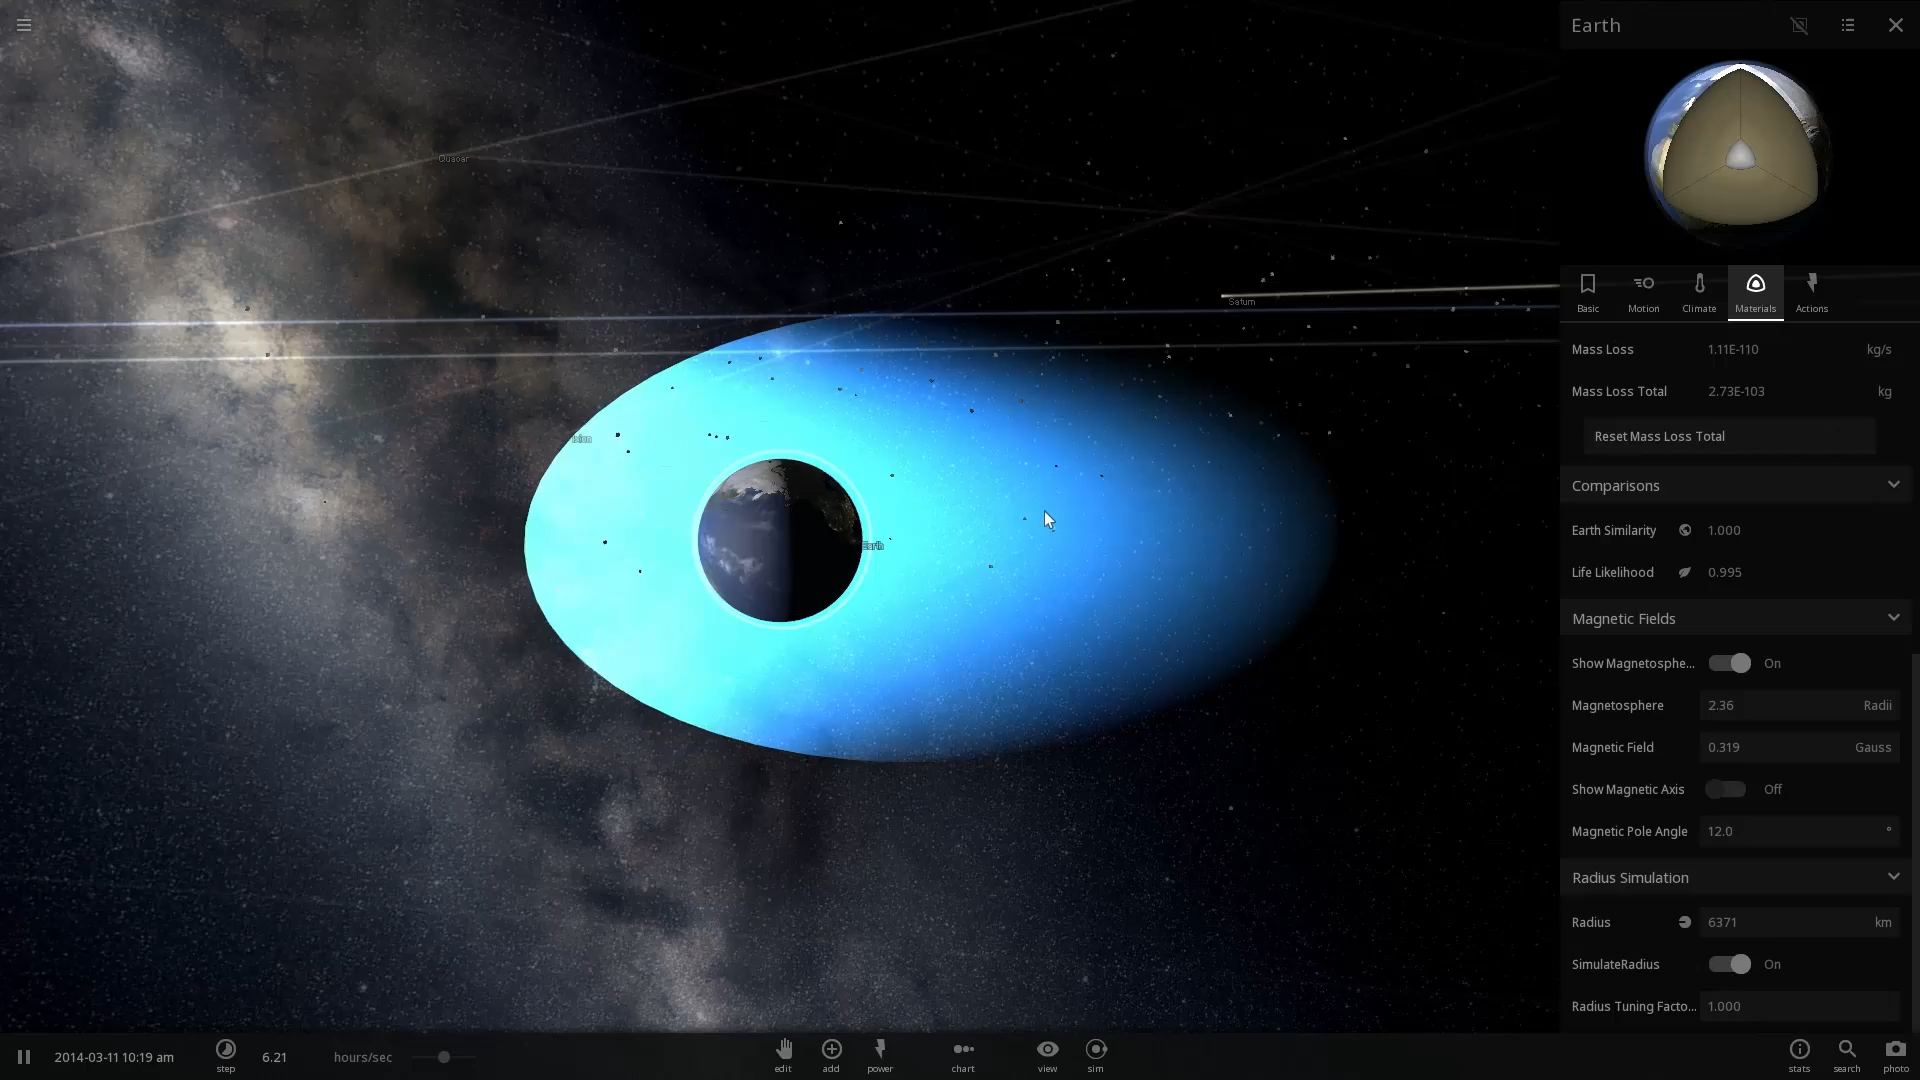 Earth
Quaoar
Saturn
Ixion
Earth
Basic
Motion
Climate
Materials
Actions
Mass Loss 1.11E-110 kg/s
Mass Loss Total 2.73E-103 kg
Reset Mass Loss Total
Comparisons
Earth Similarity 1.000
Life Likelihood 0.995
Magnetic Fields
Show Magnetosphe... On
Magnetosphere 2.36 Radii
Magnetic Field 0.319 Gauss
Show Magnetic Axis Off
Magnetic Pole Angle 12.0 °
Radius Simulation
Radius 6371 km
SimulateRadius On
Radius Tuning Facto... 1.000
2014-03-11 10:19 am
step
6.21 hours/sec
edit
add
power
chart
view
sim
stats
search
photo